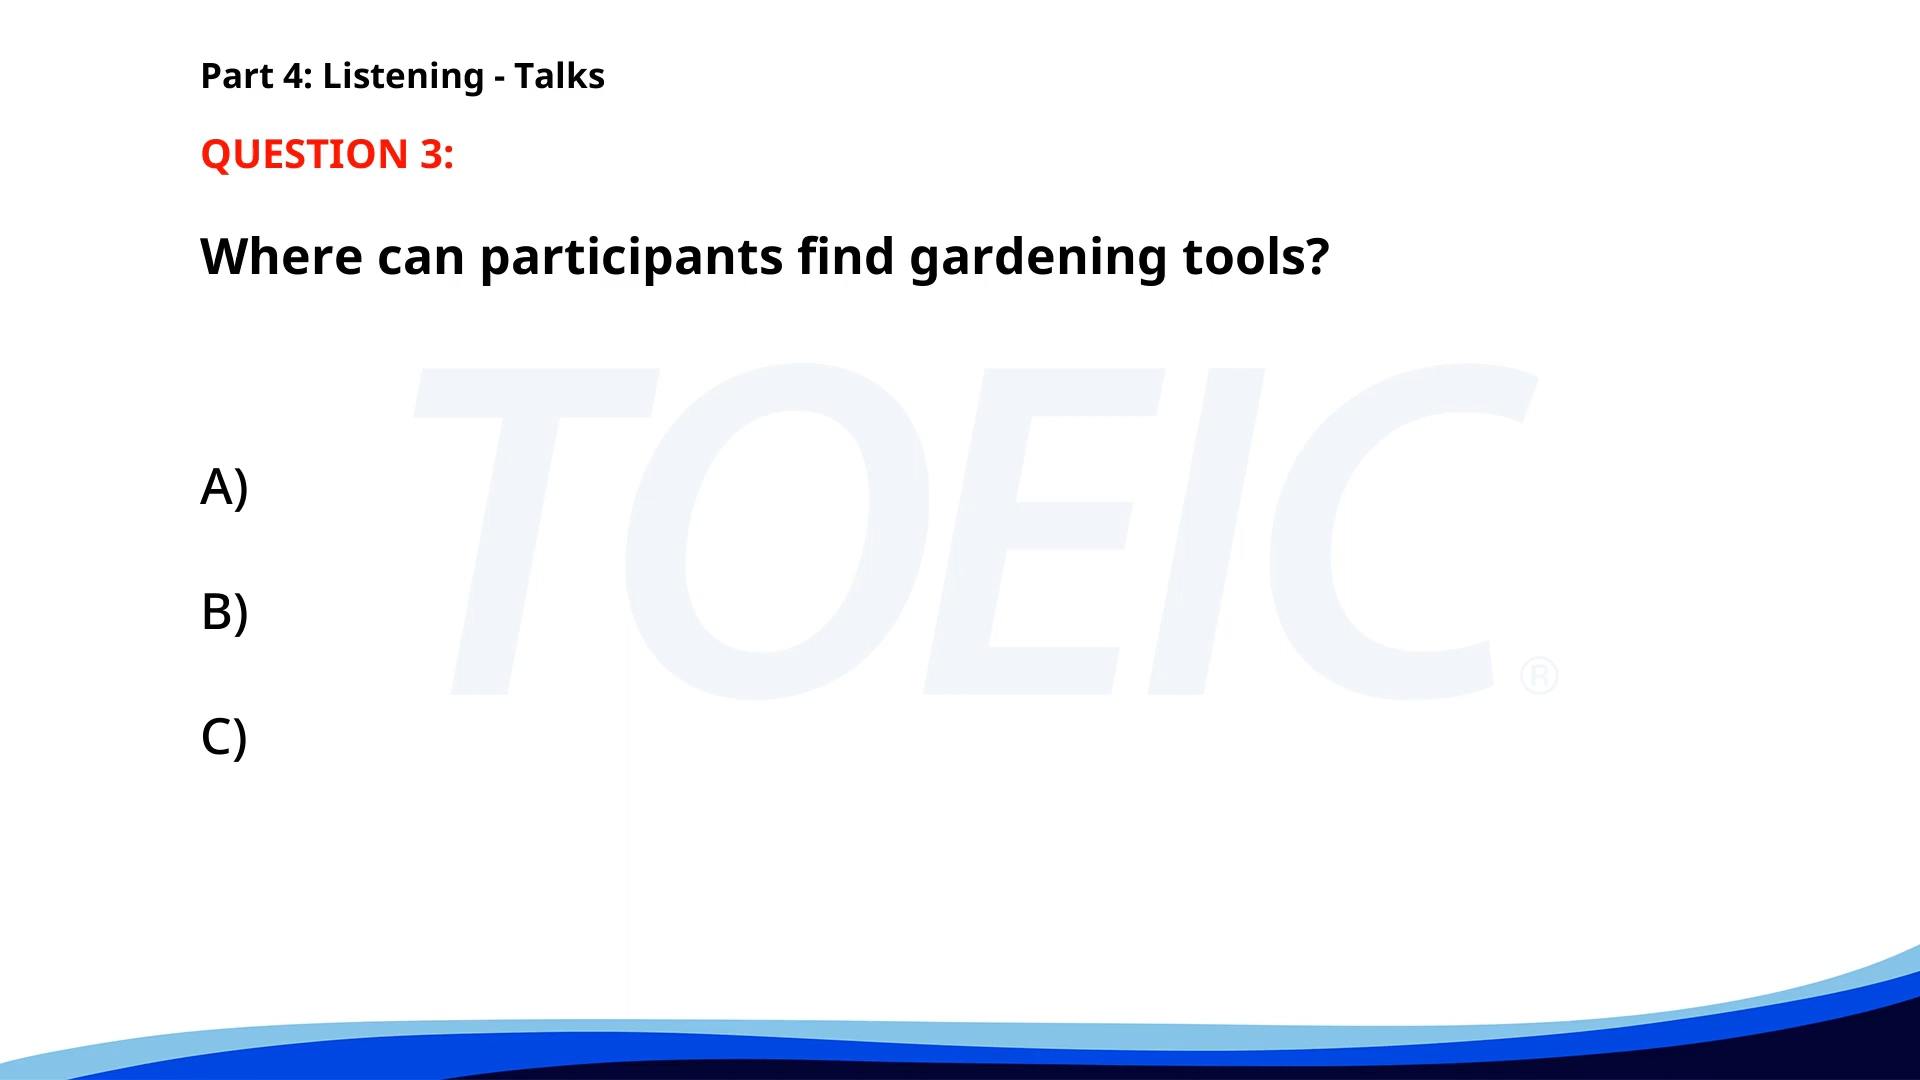 Part 4: Listening - Talks
QUESTION 3:
Where can participants find gardening tools?
TOEIC®
A)
B)
C)